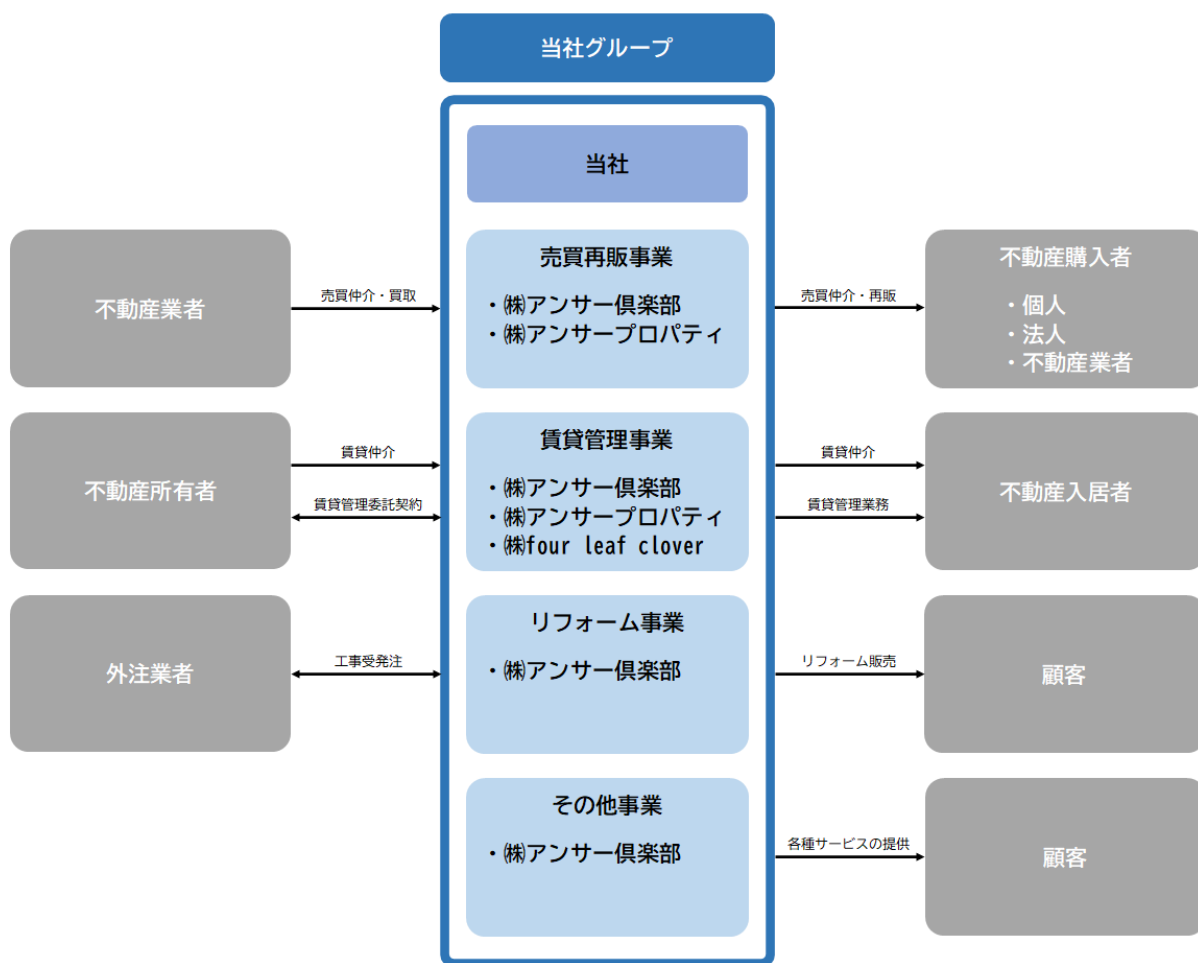 当社グループ
当社
不動産業者
売買仲介・買取
売買再販事業
・㈱アンサー倶楽部
・㈱アンサープロパティ
売買仲介・再販
不動産購入者
・個人
・法人
・不動産業者
不動産所有者
賃貸仲介
賃貸管理委託契約
賃貸管理事業
・㈱アンサー倶楽部
・㈱アンサープロパティ
・㈱four leaf clover
賃貸仲介
賃貸管理業務
不動産入居者
外注業者
工事受発注
リフォーム事業
・㈱アンサー倶楽部
リフォーム販売
顧客
その他事業
・㈱アンサー倶楽部
各種サービスの提供
顧客